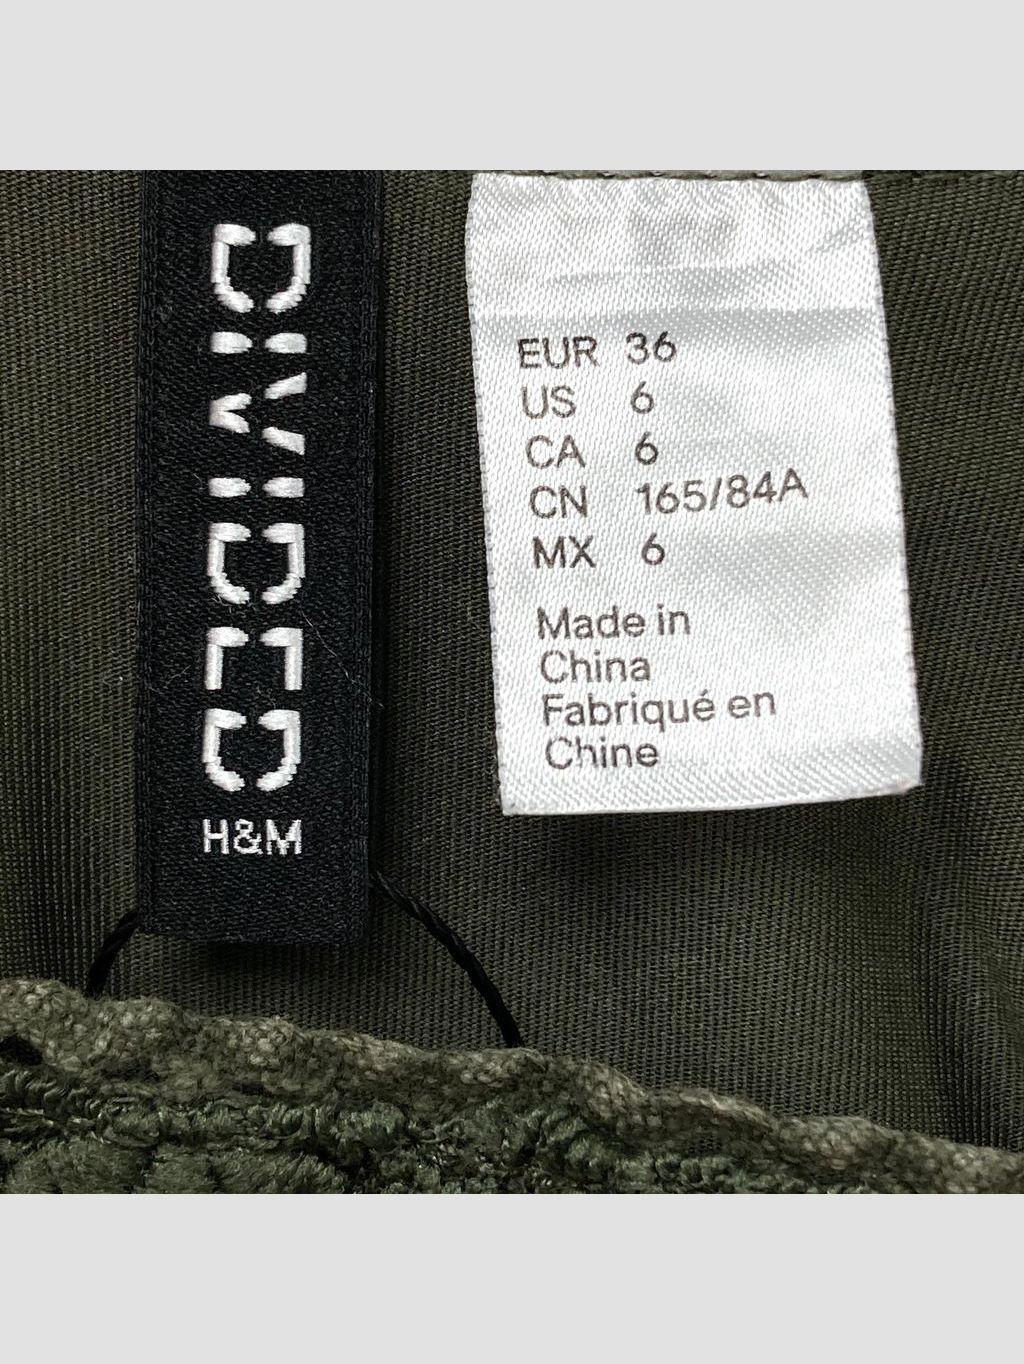 DIVIDED
H&M
EUR 36
US 6
CA 6
CN 165/84A
MX 6
Made in
China
Fabriqué en
Chine